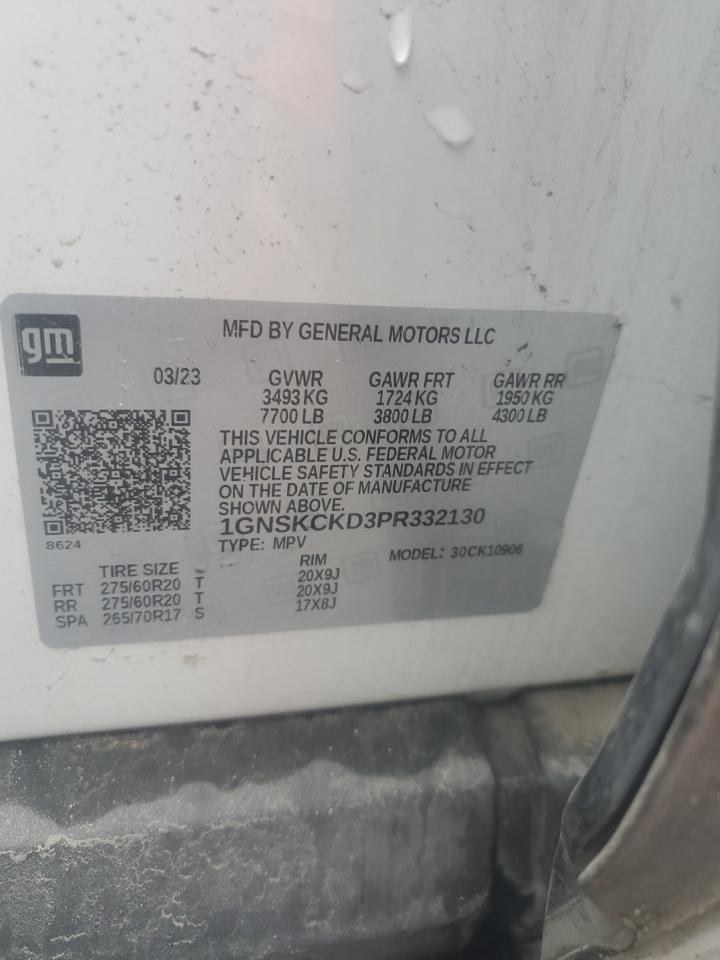 gm
MFD BY GENERAL MOTORS LLC
03/23 GVWR GAWR FRT GAWR RR
3493 KG 1724 KG 1950 KG
7700 LB 3800 LB 4300 LB
THIS VEHICLE CONFORMS TO ALL
APPLICABLE U.S. FEDERAL MOTOR
VEHICLE SAFETY STANDARDS IN EFFECT
ON THE DATE OF MANUFACTURE
SHOWN ABOVE.
1GNSKCKD3PR332130
8624
TYPE: MPV MODEL: 30CK10906
TIRE SIZE RIM
FRT 275/60R20 T 20X9J
RR 275/60R20 T 20X9J
SPA 265/70R17 S 17X8J